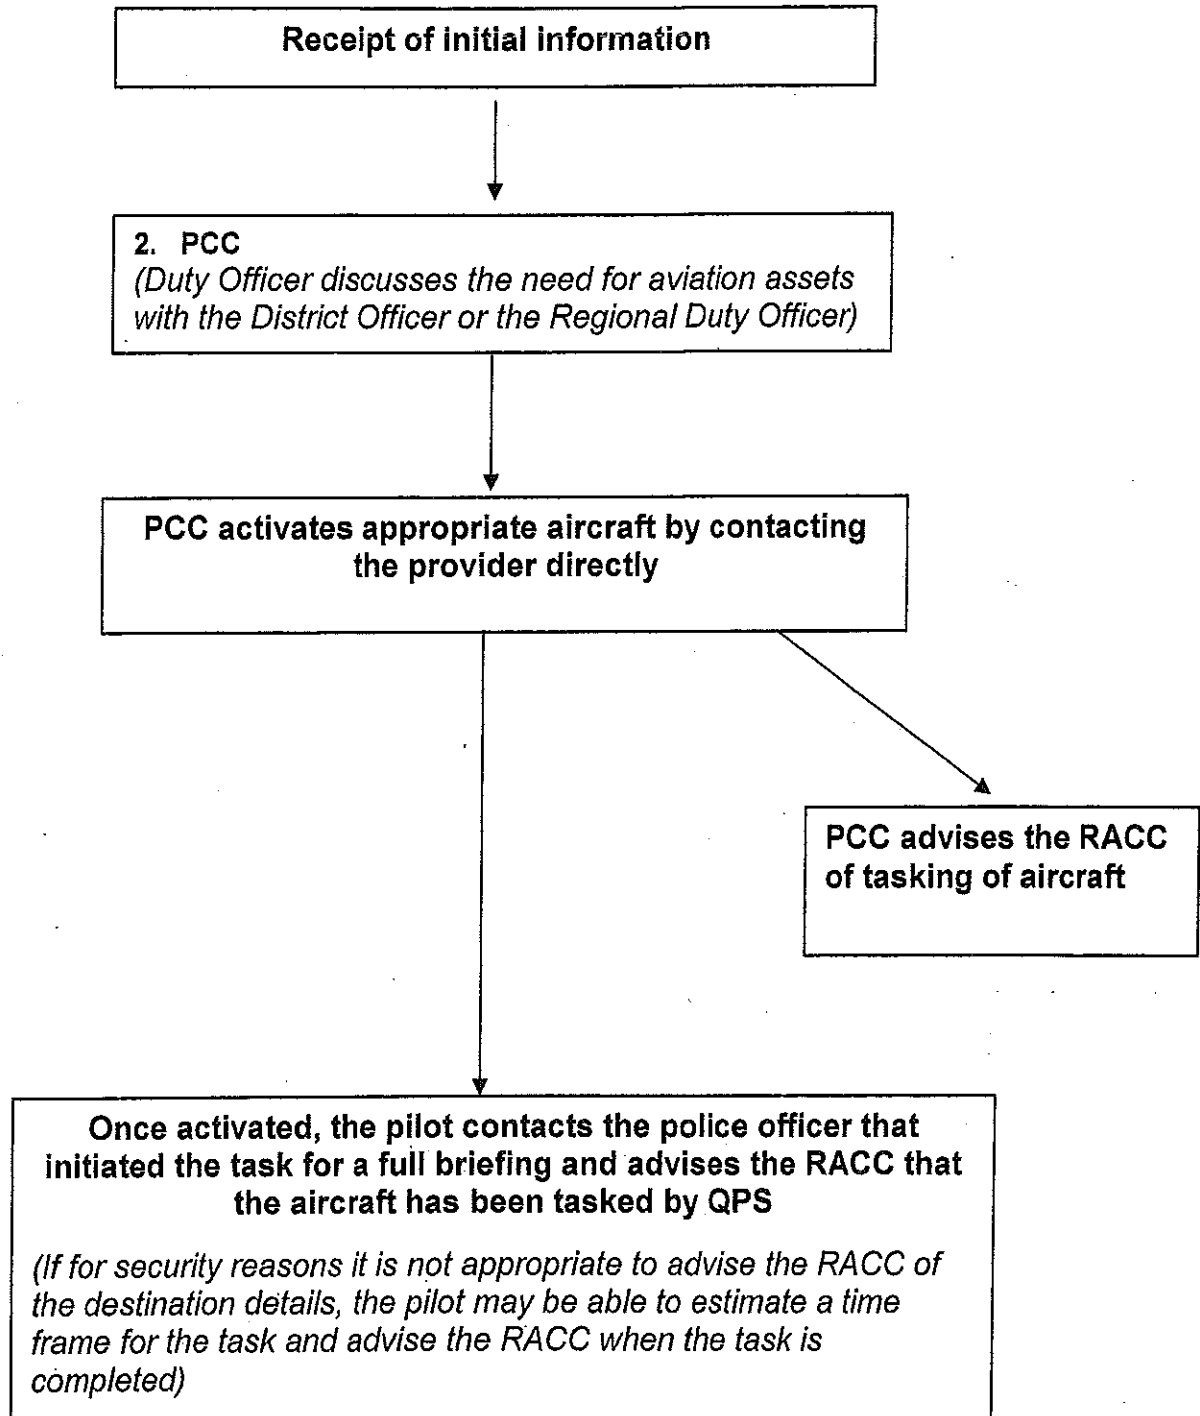 Receipt of initial information
2. PCC
(Duty Officer discusses the need for aviation assets
with the District Officer or the Regional Duty Officer)
PCC activates appropriate aircraft by contacting
the provider directly
PCC advises the RACC
of tasking of aircraft
Once activated, the pilot contacts the police officer that
initiated the task for a full briefing and advises the RACC that
the aircraft has been tasked by QPS
(If for security reasons it is not appropriate to advise the RACC of
the destination details, the pilot may be able to estimate a time
frame for the task and advise the RACC when the task is
completed)